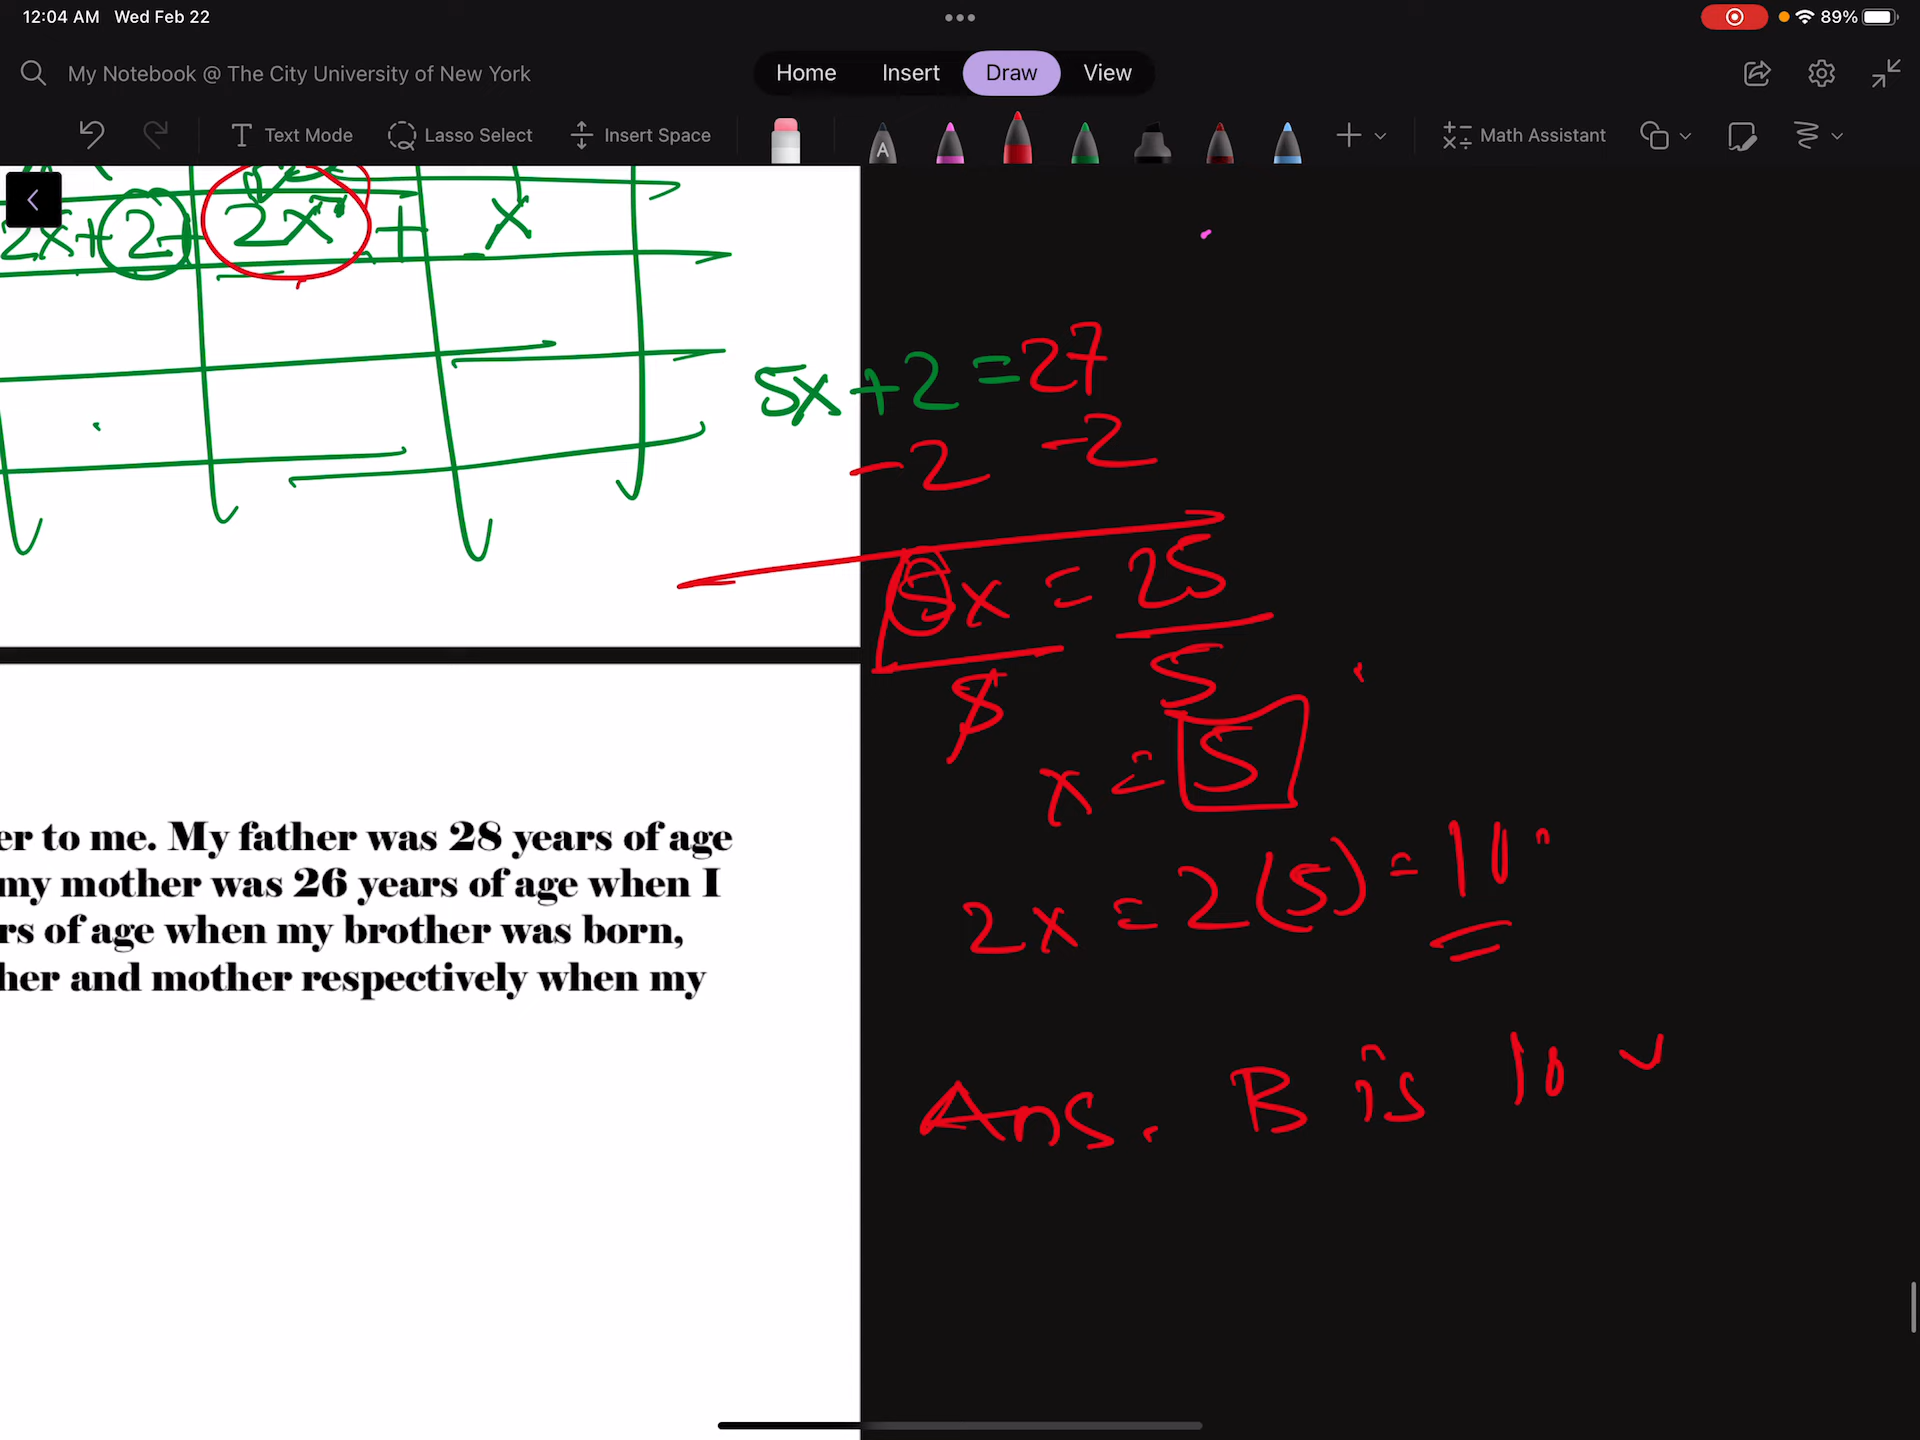 12:04 AM Wed Feb 22
89%
My Notebook @ The City University of New York
Home Insert Draw View
Text Mode Lasso Select Insert Space
A
Math Assistant
2x+2+ 2x + x
5x+2=27
-2 -2
5x = 25
5 5
x = 5
2x = 2(5) = 10
Ans. B is 10
er to me. My father was 28 years of age
my mother was 26 years of age when I
rs of age when my brother was born,
her and mother respectively when my